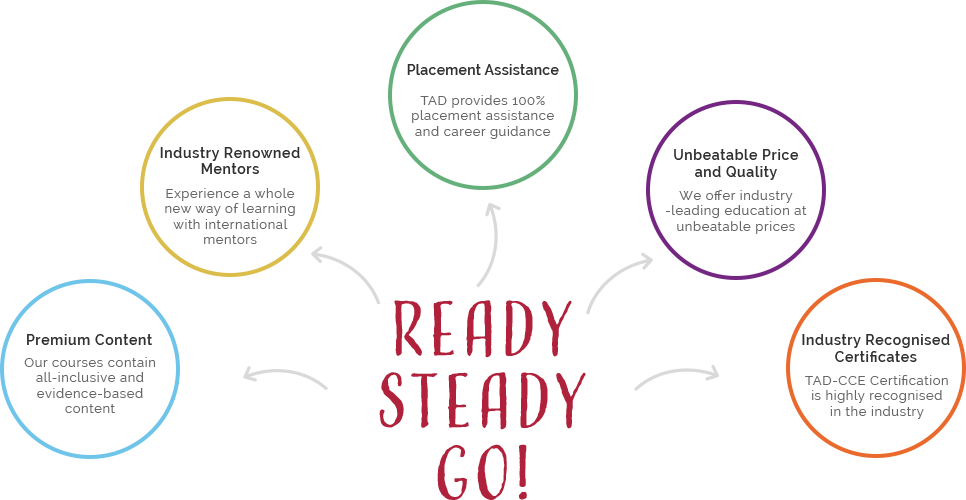 Placement Assistance
TAD provides 100%
placement assistance
and career guidance
Industry Renowned
Mentors
Experience a whole
new way of learning
with international
mentors
Unbeatable Price
and Quality
We offer industry
-leading education at
unbeatable prices
Premium Content
Our courses contain
all-inclusive and
evidence-based
content
READY
STEADY
GO!
Industry Recognised
Certificates
TAD-CCE Certification
is highly recognised
in the industry